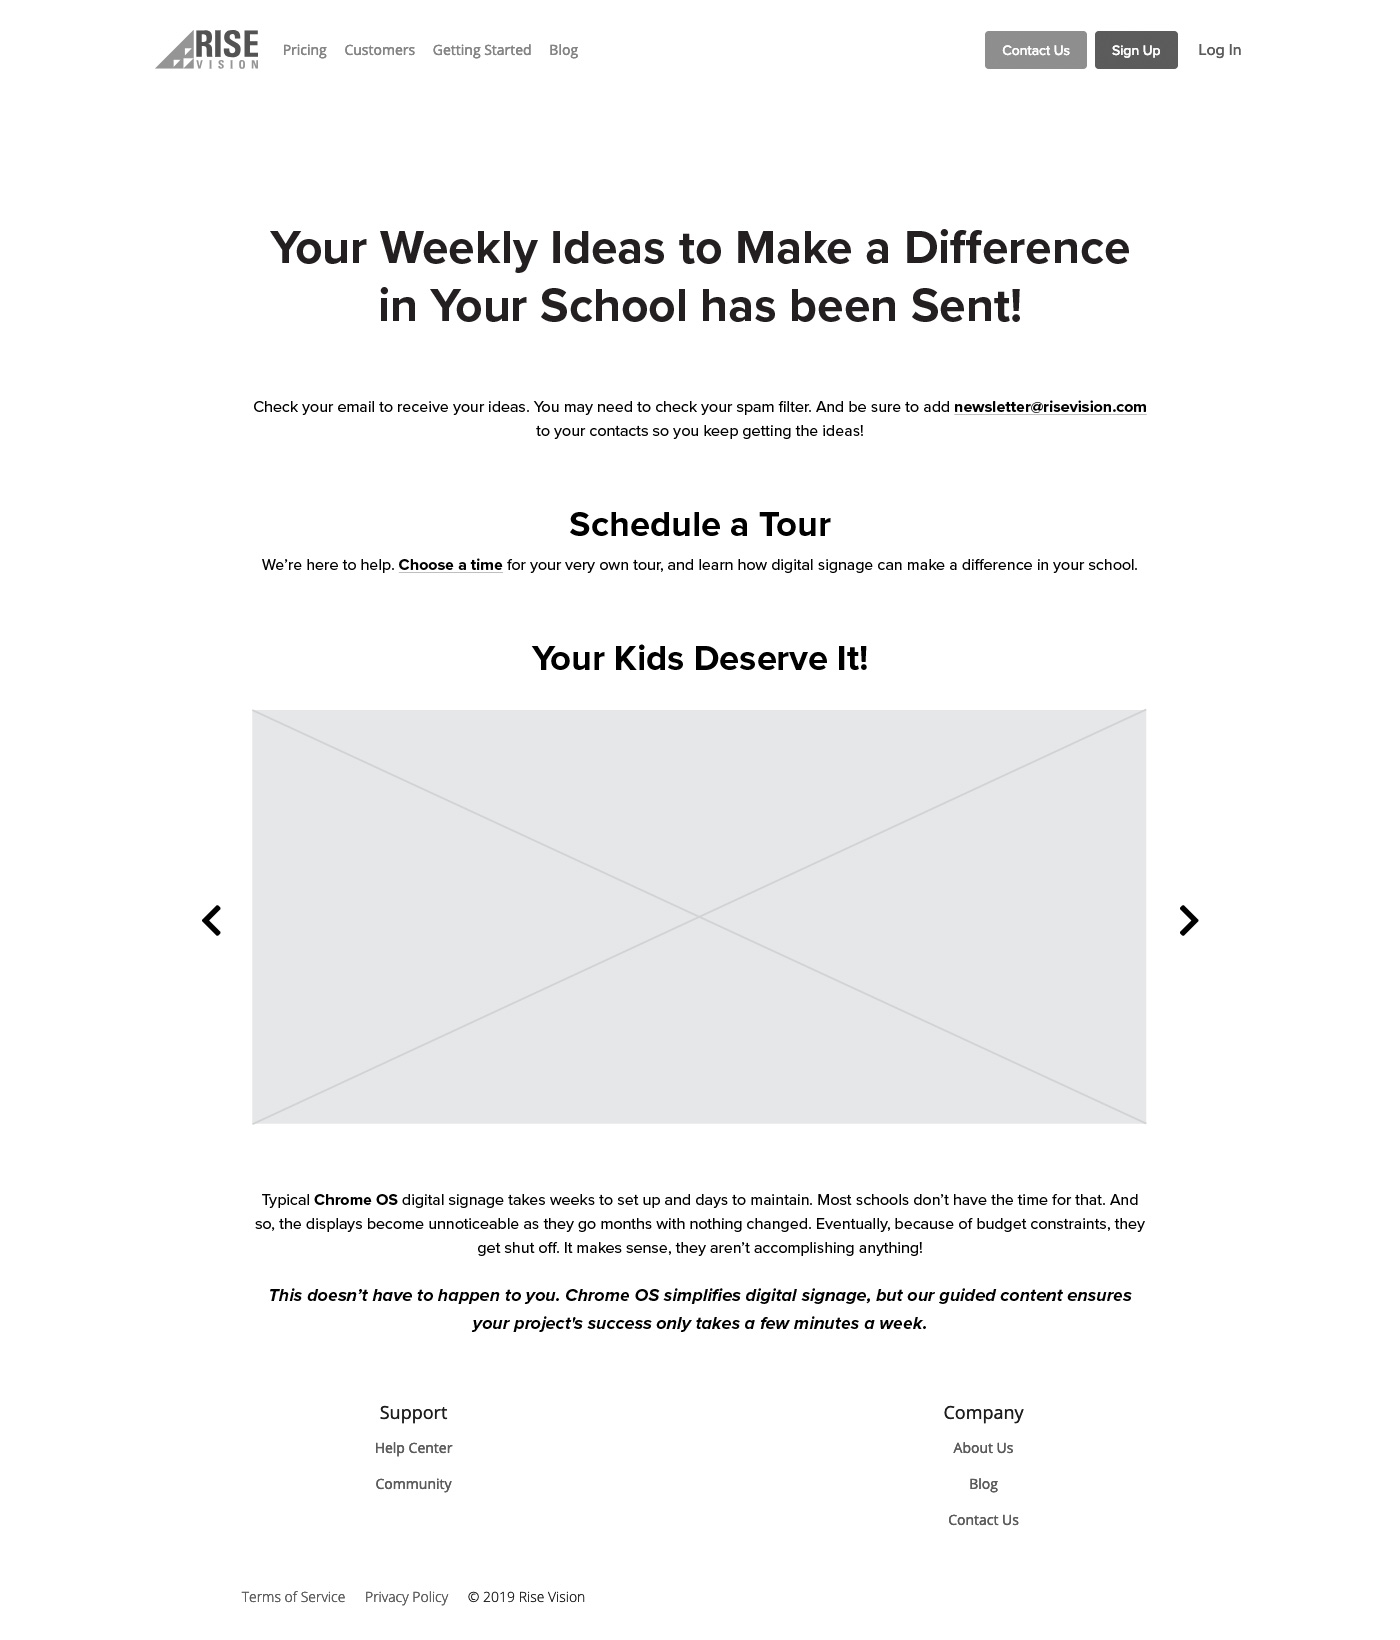 RISE
VISION
Pricing Customers Getting Started Blog
Contact Us Sign Up Log In
Your Weekly Ideas to Make a Difference
in Your School has been Sent!
Check your email to receive your ideas. You may need to check your spam filter. And be sure to add newsletter@risevision.com
to your contacts so you keep getting the ideas!
Schedule a Tour
We’re here to help. Choose a time for your very own tour, and learn how digital signage can make a difference in your school.
Your Kids Deserve It!
Typical Chrome OS digital signage takes weeks to set up and days to maintain. Most schools don’t have the time for that. And
so, the displays become unnoticeable as they go months with nothing changed. Eventually, because of budget constraints, they
get shut off. It makes sense, they aren’t accomplishing anything!
This doesn’t have to happen to you. Chrome OS simplifies digital signage, but our guided content ensures
your project's success only takes a few minutes a week.
Support
Help Center
Community
Company
About Us
Blog
Contact Us
Terms of Service Privacy Policy © 2019 Rise Vision